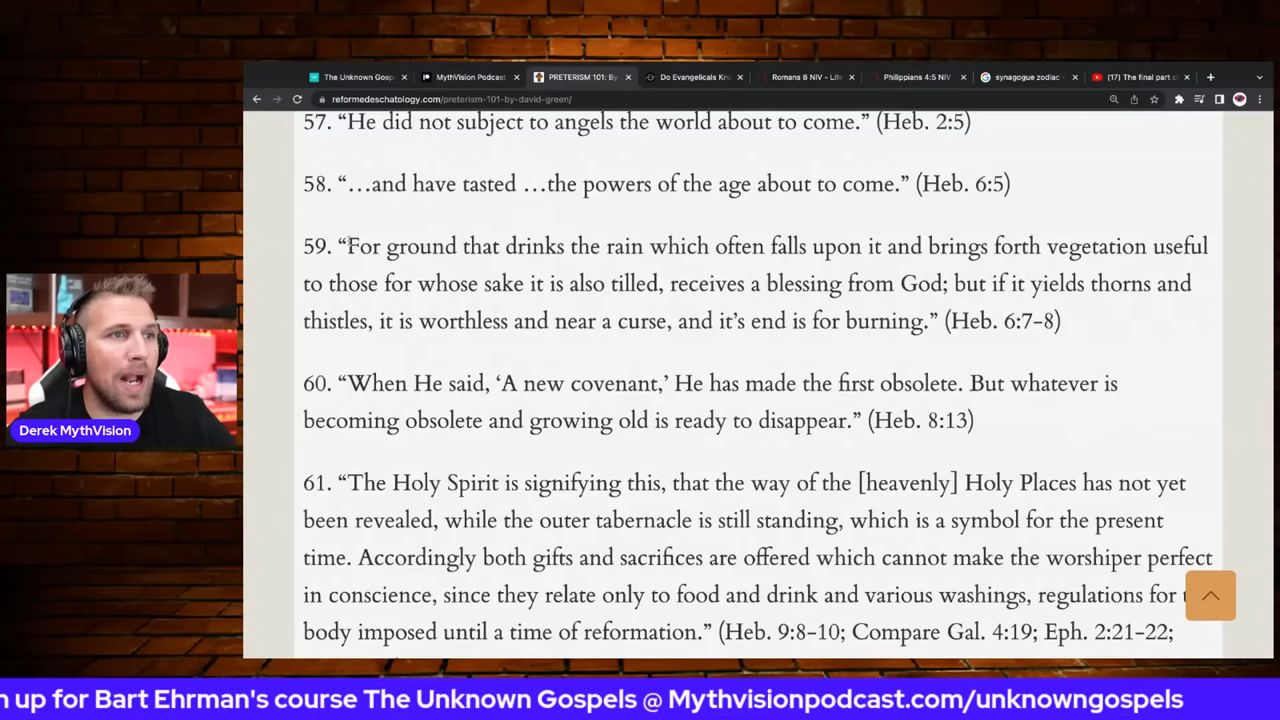 The Unknown Gosp
MythVision Podcast
PRETERISM 101: By
Do Evangelicals Kn
Romans 8 NIV - Life
Philippians 4:5 NIV
synagogue zodiac -
(17) The final part o
reformedeschatology.com/preterism-101-by-david-green/
57. “He did not subject to angels the world about to come.” (Heb. 2:5)
58. “…and have tasted …the powers of the age about to come.” (Heb. 6:5)
59. “For ground that drinks the rain which often falls upon it and brings forth vegetation useful
to those for whose sake it is also tilled, receives a blessing from God; but if it yields thorns and
thistles, it is worthless and near a curse, and it’s end is for burning.” (Heb. 6:7-8)
60. “When He said, ‘A new covenant,’ He has made the first obsolete. But whatever is
becoming obsolete and growing old is ready to disappear.” (Heb. 8:13)
61. “The Holy Spirit is signifying this, that the way of the [heavenly] Holy Places has not yet
been revealed, while the outer tabernacle is still standing, which is a symbol for the present
time. Accordingly both gifts and sacrifices are offered which cannot make the worshiper perfect
in conscience, since they relate only to food and drink and various washings, regulations for
body imposed until a time of reformation.” (Heb. 9:8-10; Compare Gal. 4:19; Eph. 2:21-22;
Derek MythVision
n up for Bart Ehrman's course The Unknown Gospels @ Mythvisionpodcast.com/unknowngospels